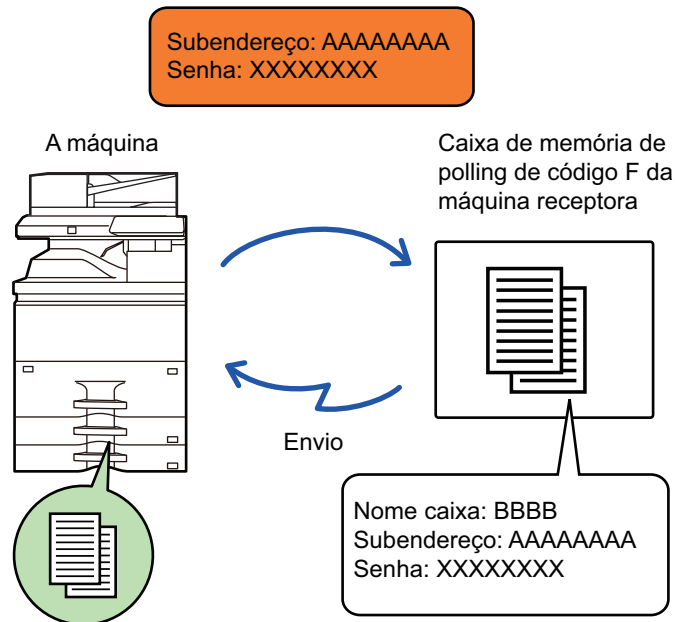 Subendereço: AAAAAAAA
Senha: XXXXXXXX
A máquina
Caixa de memória de
polling de código F da
máquina receptora
Envio
Nome caixa: BBBB
Subendereço: AAAAAAAA
Senha: XXXXXXXX